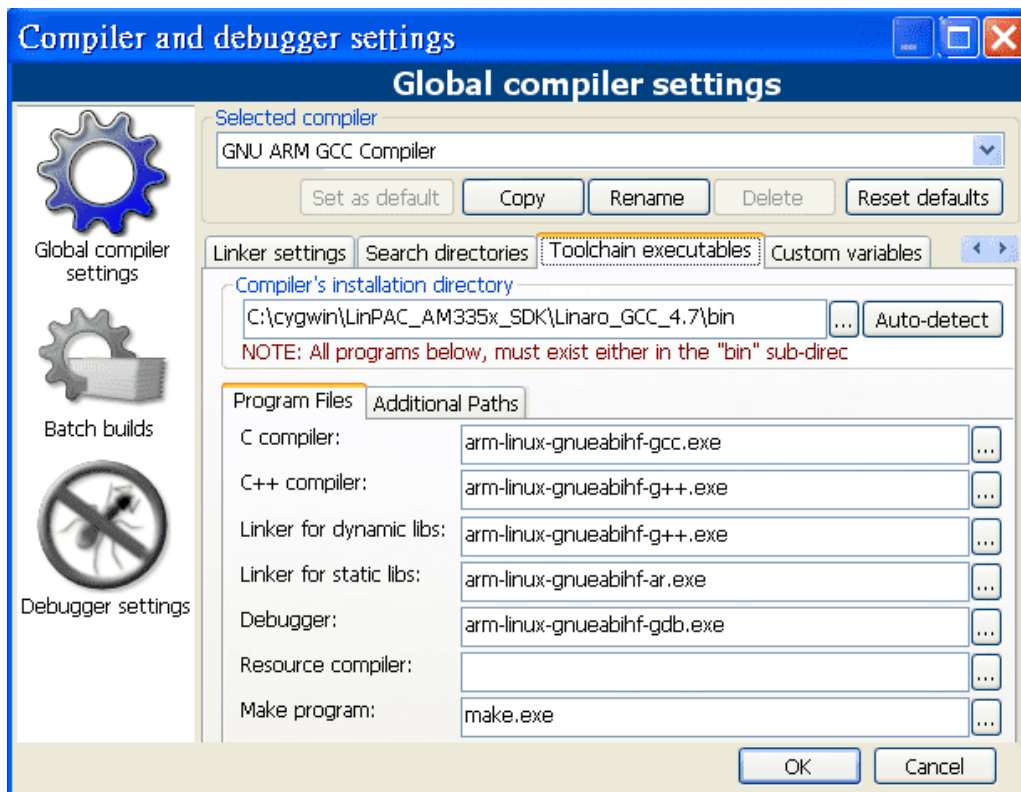 Compiler and debugger settings
Global compiler settings
Selected compiler
GNU ARM GCC Compiler
Set as default Copy Rename Delete Reset defaults
Global compiler
settings
Linker settings Search directories Toolchain executables Custom variables
Compiler's installation directory
C:\cygwin\LinPAC_AM335x_SDK\Linaro_GCC_4.7\bin ... Auto-detect
NOTE: All programs below, must exist either in the "bin" sub-direc
Program Files Additional Paths
Batch builds
C compiler: arm-linux-gnueabihf-gcc.exe ...
C++ compiler: arm-linux-gnueabihf-g++.exe ...
Linker for dynamic libs: arm-linux-gnueabihf-g++.exe ...
Linker for static libs: arm-linux-gnueabihf-ar.exe ...
Debugger settings
Debugger: arm-linux-gnueabihf-gdb.exe ...
Resource compiler: ...
Make program: make.exe ...
OK Cancel